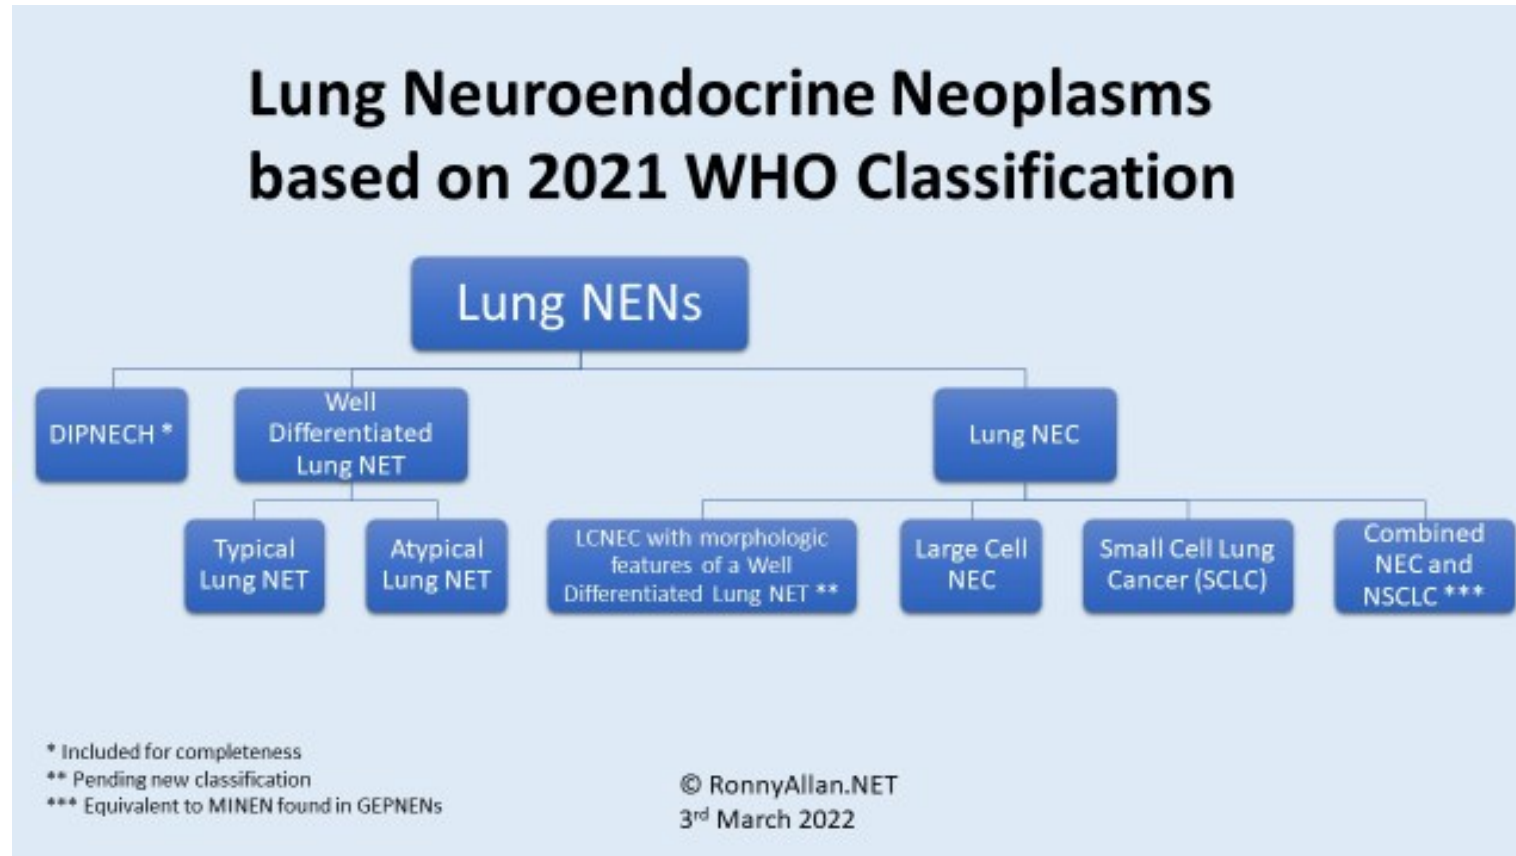 Lung Neuroendocrine Neoplasms
based on 2021 WHO Classification
Lung NENs
DIPNECH *
Well
Differentiated
Lung NET
Lung NEC
Typical
Lung NET
Atypical
Lung NET
LCNEC with morphologic
features of a Well
Differentiated Lung NET **
Large Cell
NEC
Small Cell Lung
Cancer (SCLC)
Combined
NEC and
NSCLC ***
* Included for completeness
** Pending new classification
*** Equivalent to MINEN found in GEPNENs
© RonnyAllan.NET
3rd March 2022